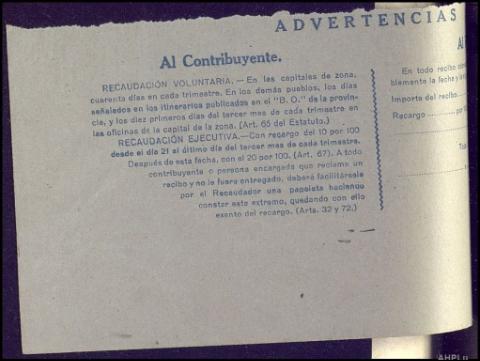 ADVERTENCIAS
Al Contribuyente.
RECAUDACIÓN VOLUNTARIA.—En las capitales de zona,
cuarenta días en cada trimestre. En los demás pueblos, los días
señalados en los itinerarios publicados en el "B. O." de la provin-
cia, y los diez primeros días del tercer mes de cada trimestre en
las oficinas de la capital de la zona. (Art. 65 del Estatuto.)
RECAUDACIÓN EJECUTIVA.—Con recargo del 10 por 100
desde el día 21 al último día del tercer mes de cada trimestre.
Después de esta fecha, con el 20 por 100. (Art. 67). A todo
contribuyente o persona encargada que reclame un
recibo y no le fuera entregado, deberá facilitársele
por el Recaudador una papeleta haciendo
constar este extremo, quedando con ello
exento del recargo. (Arts. 32 y 72.)
Al
En todo recibo
blemente la fecha y
Importe del recibo
Recargo
AHPLu